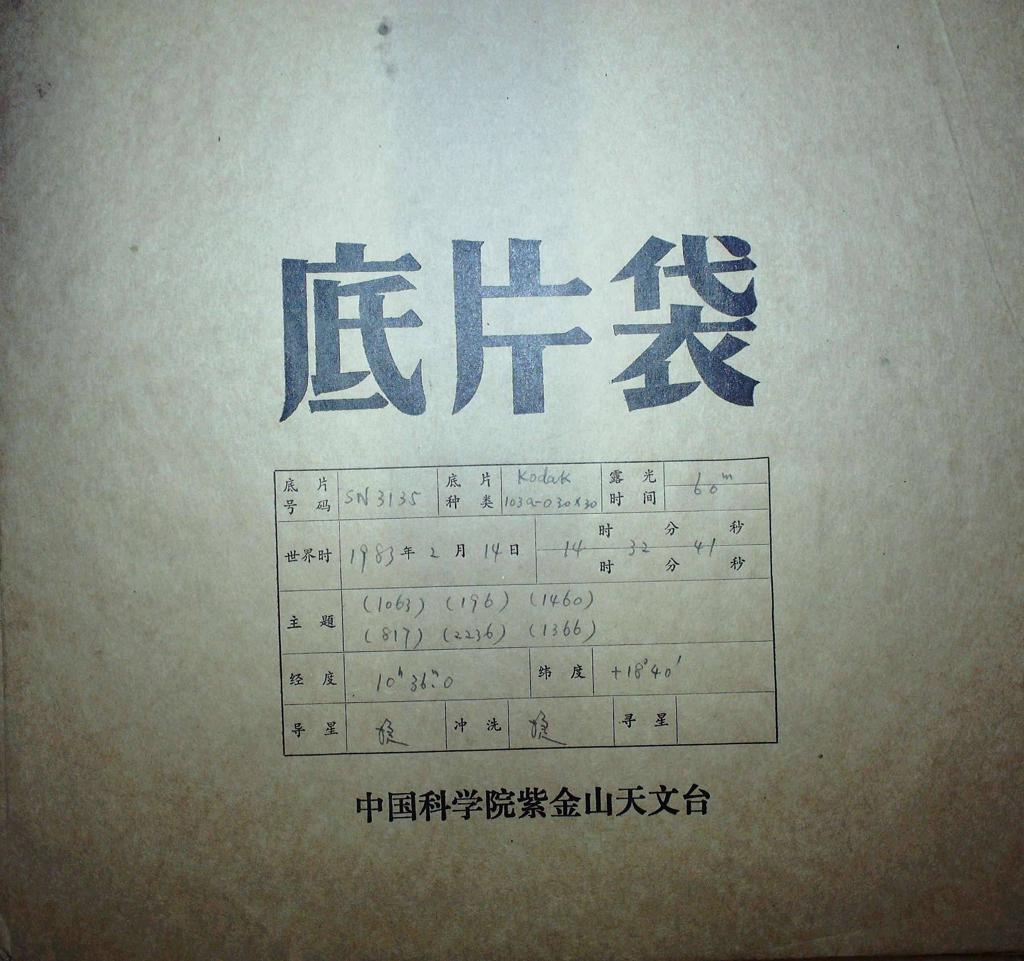 底片袋
底片号码 SN 3135 底片种类 Kodak 103a-O 30×30 露光时间 60m
世界时 1983年2月14日 时 分 秒
14 32 41
时 分 秒
主题 (1063) (196) (1460)
(817) (2236) (1366)
经度 10h 36m.0 纬度 +18°40′
导星 冲洗 寻星
中国科学院紫金山天文台